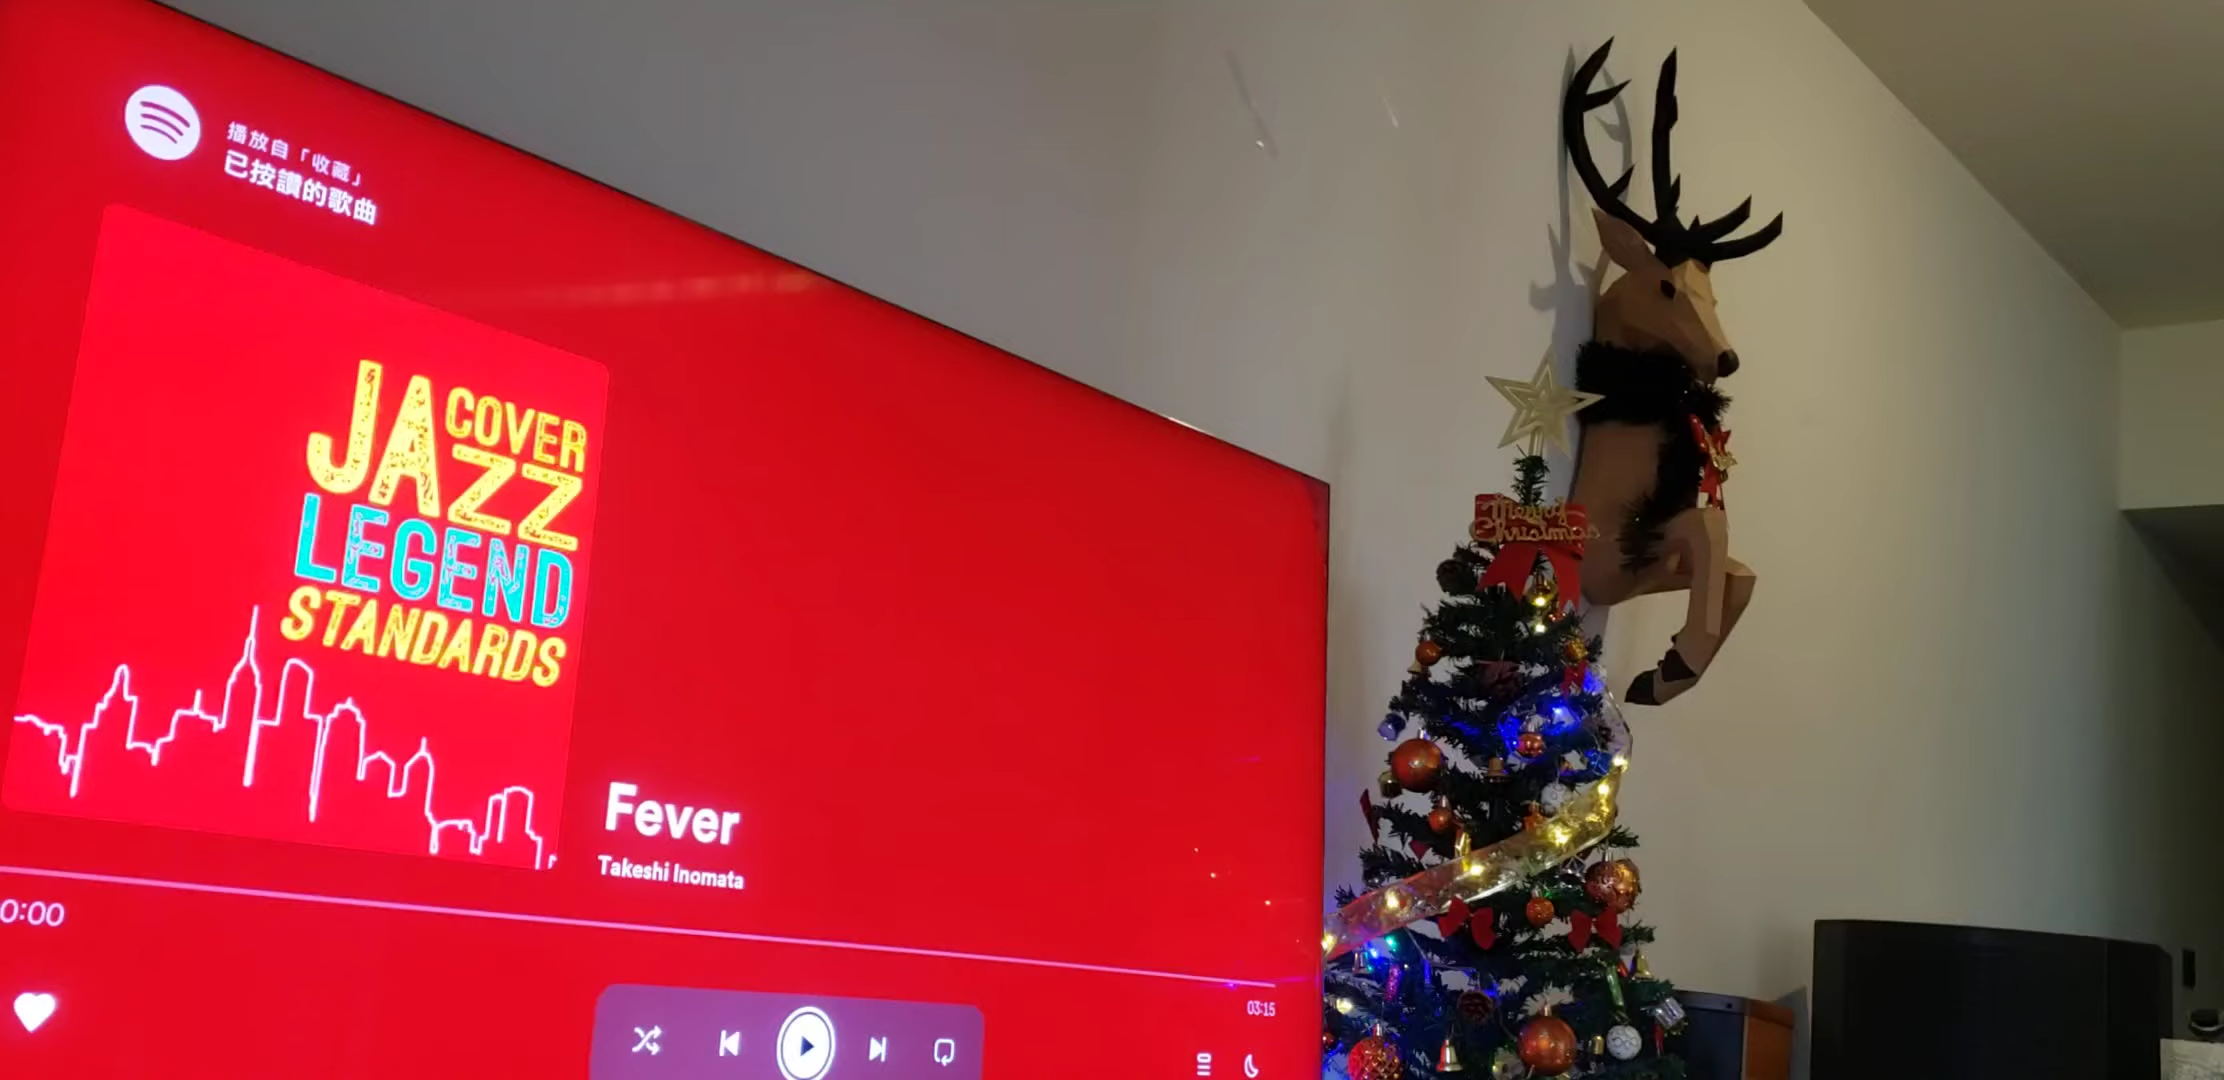 播放自「收藏」
已按讚的歌曲
COVER
JAZZ
LEGEND
STANDARDS
Fever
Takeshi Inomata
0:00
03:15
Merry
Christmas